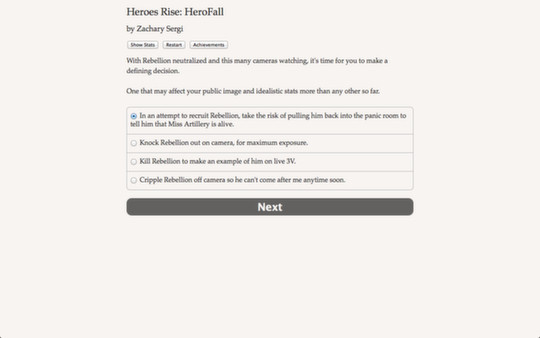 Heroes Rise: HeroFall
by Zachary Sergi
Show Stats Restart Achievements
With Rebellion neutralized and this many cameras watching, it's time for you to make a
defining decision.
One that may affect your public image and idealistic stats more than any other so far.
In an attempt to recruit Rebellion, take the risk of pulling him back into the panic room to
tell him that Miss Artillery is alive.
Knock Rebellion out on camera, for maximum exposure.
Kill Rebellion to make an example of him on live 3V.
Cripple Rebellion off camera so he can't come after me anytime soon.
Next